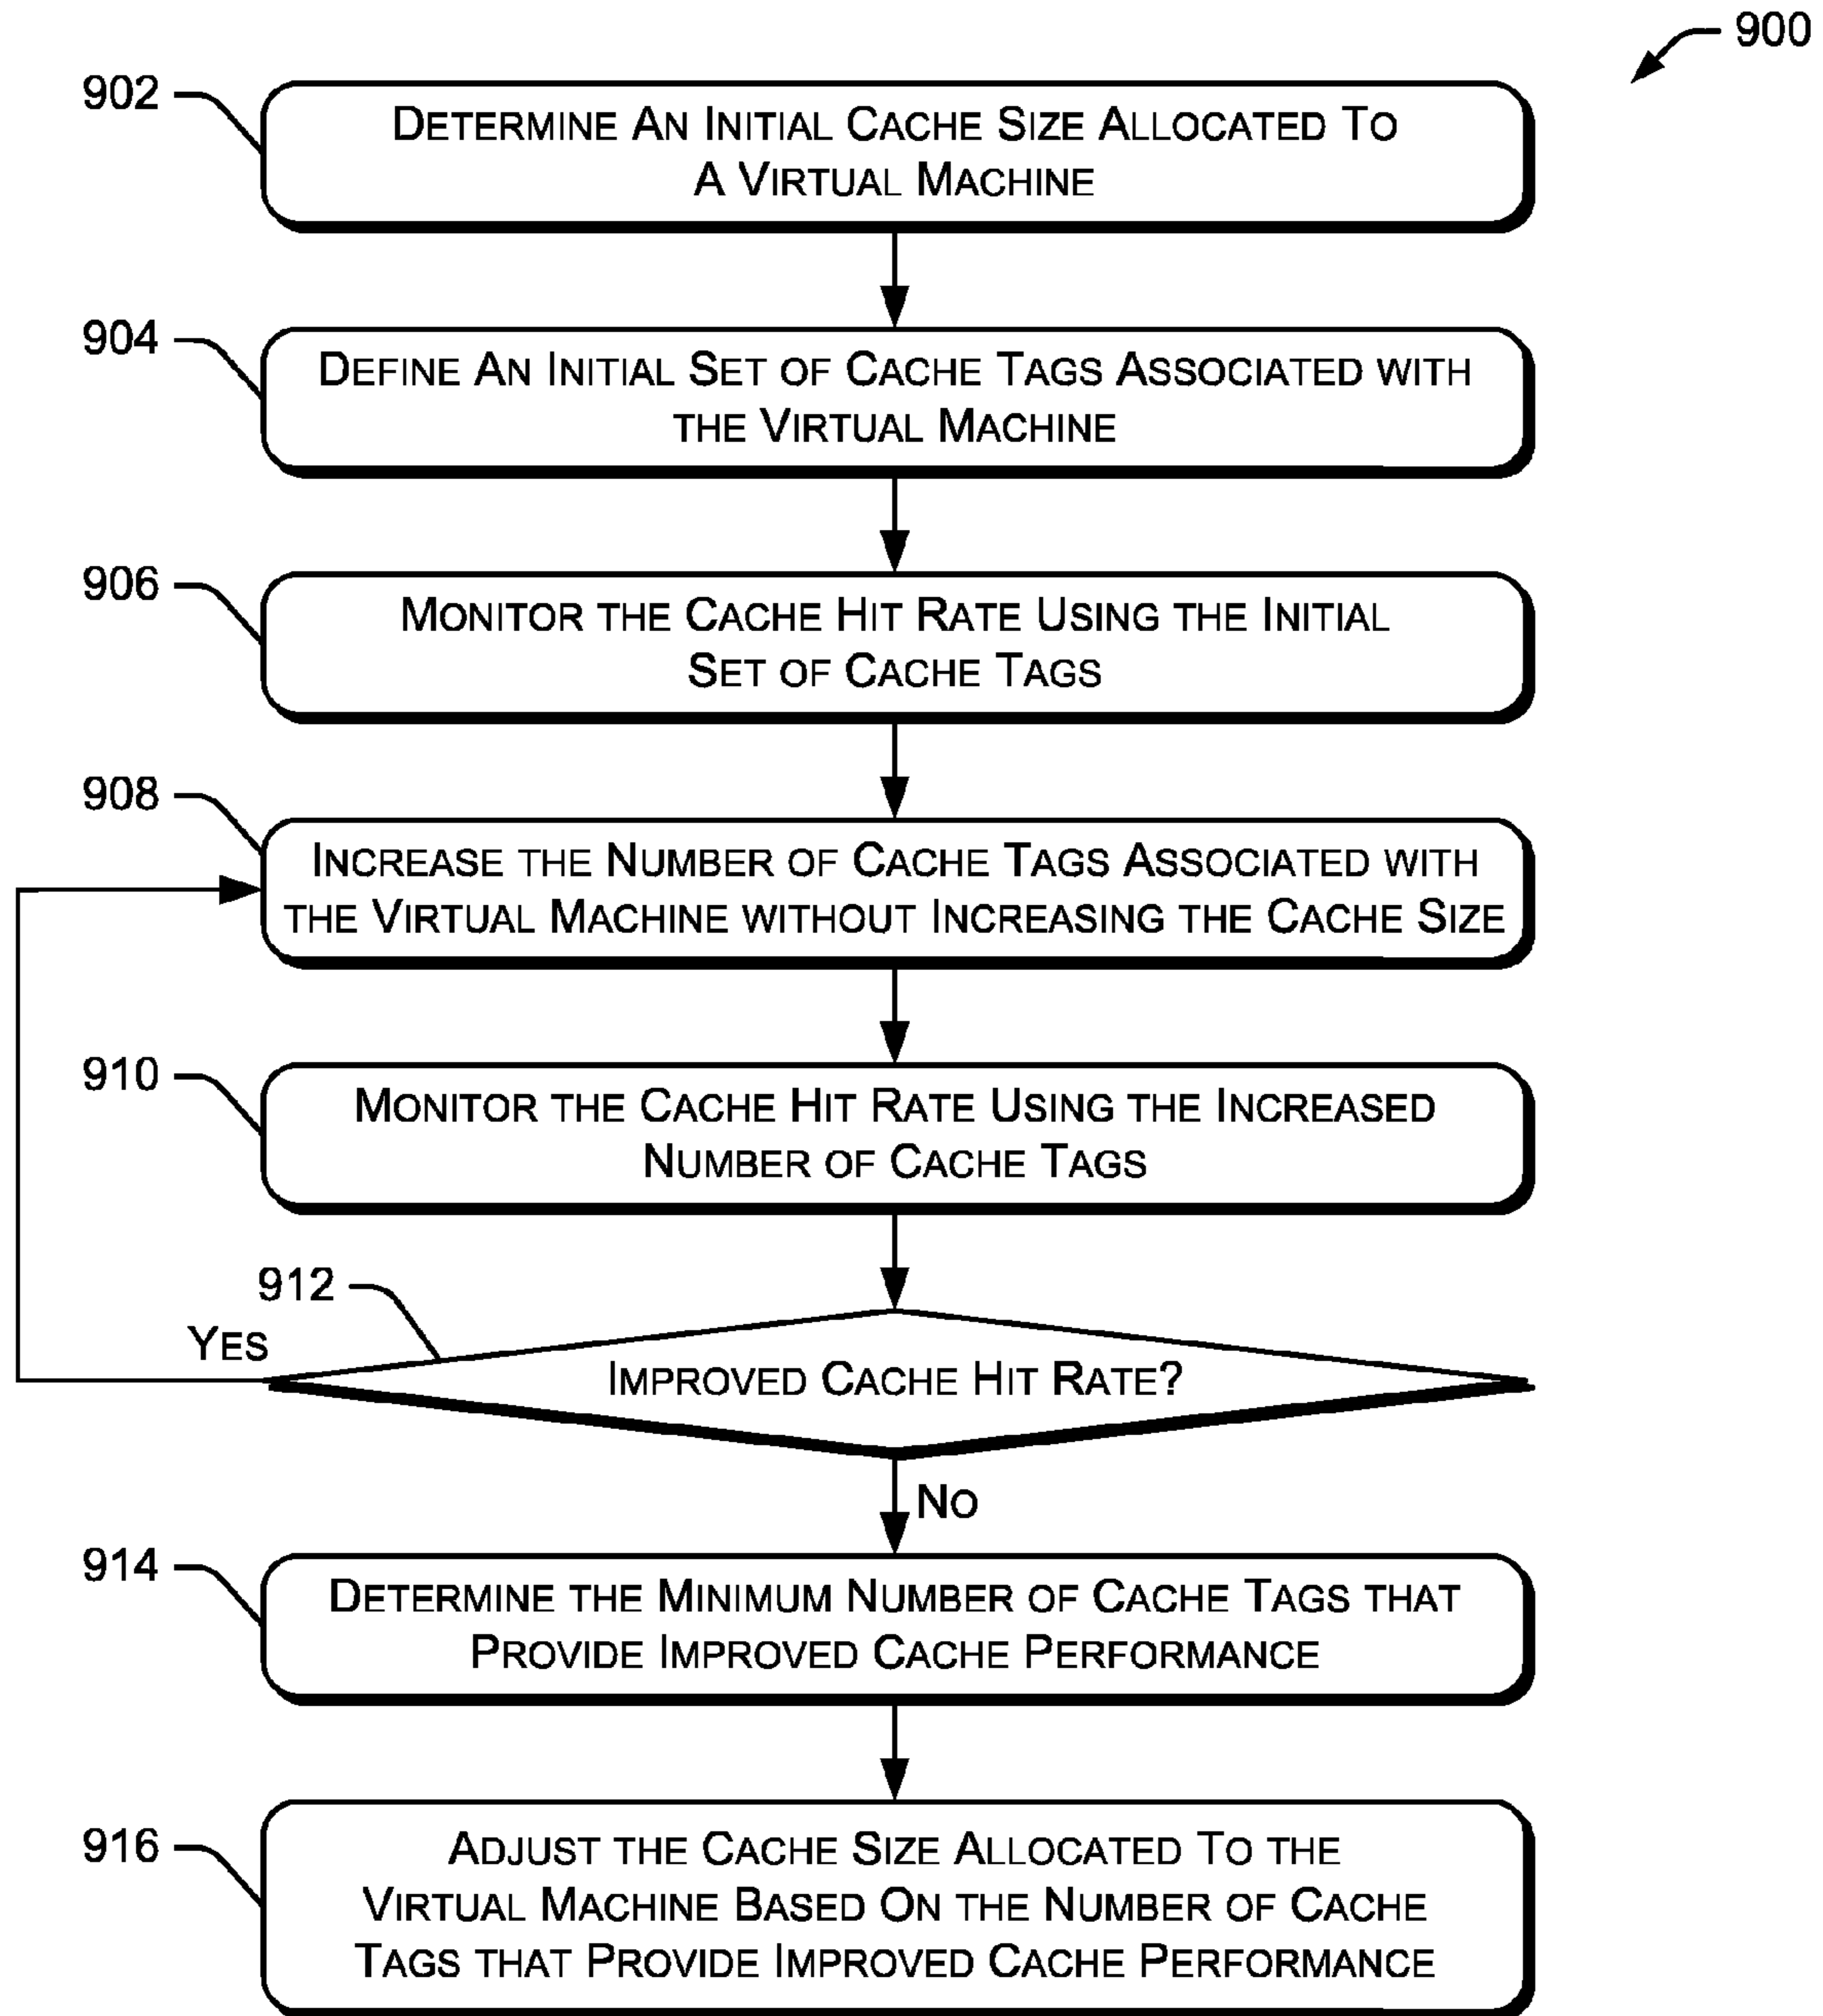 900
902
DETERMINE AN INITIAL CACHE SIZE ALLOCATED TO
A VIRTUAL MACHINE
904
DEFINE AN INITIAL SET OF CACHE TAGS ASSOCIATED WITH
THE VIRTUAL MACHINE
906
MONITOR THE CACHE HIT RATE USING THE INITIAL
SET OF CACHE TAGS
908
INCREASE THE NUMBER OF CACHE TAGS ASSOCIATED WITH
THE VIRTUAL MACHINE WITHOUT INCREASING THE CACHE SIZE
910
MONITOR THE CACHE HIT RATE USING THE INCREASED
NUMBER OF CACHE TAGS
912
YES
IMPROVED CACHE HIT RATE?
NO
914
DETERMINE THE MINIMUM NUMBER OF CACHE TAGS THAT
PROVIDE IMPROVED CACHE PERFORMANCE
916
ADJUST THE CACHE SIZE ALLOCATED TO THE
VIRTUAL MACHINE BASED ON THE NUMBER OF CACHE
TAGS THAT PROVIDE IMPROVED CACHE PERFORMANCE